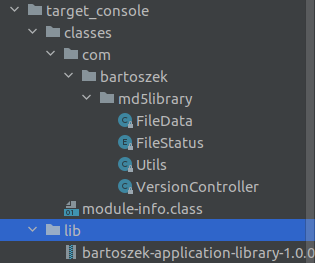 target_console
classes
com
bartoszek
md5library
FileData
FileStatus
Utils
VersionController
module-info.class
lib
bartoszek-application-library-1.0.0